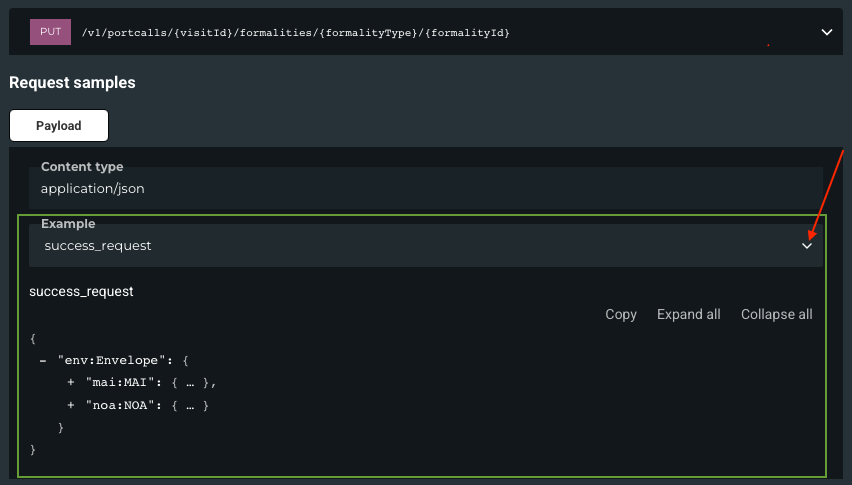 PUT /v1/portcalls/{visitId}/formalities/{formalityType}/{formalityId}
Request samples
Payload
Content type
application/json
Example
success_request
success_request
Copy Expand all Collapse all
{
- "env:Envelope": {
+ "mai:MAI": { … },
+ "noa:NOA": { … }
}
}